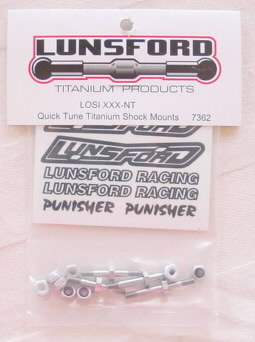 LUNSFORD
TITANIUM PRODUCTS
LOSI XXX-NT
Quick Tune Titanium Shock Mounts 7362
LUNSFORD
LUNSFORD RACING
LUNSFORD RACING
PUNISHER PUNISHER